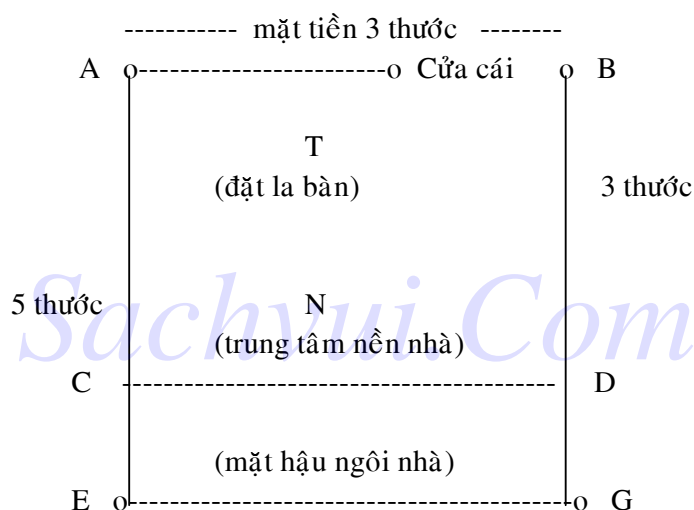 mặt tiền 3 thước
A Cửa cái B
T
(đặt la bàn) 3 thước
5 thước N
(trung tâm nền nhà)
Sachvui.Com
C D
(mặt hậu ngôi nhà)
E G